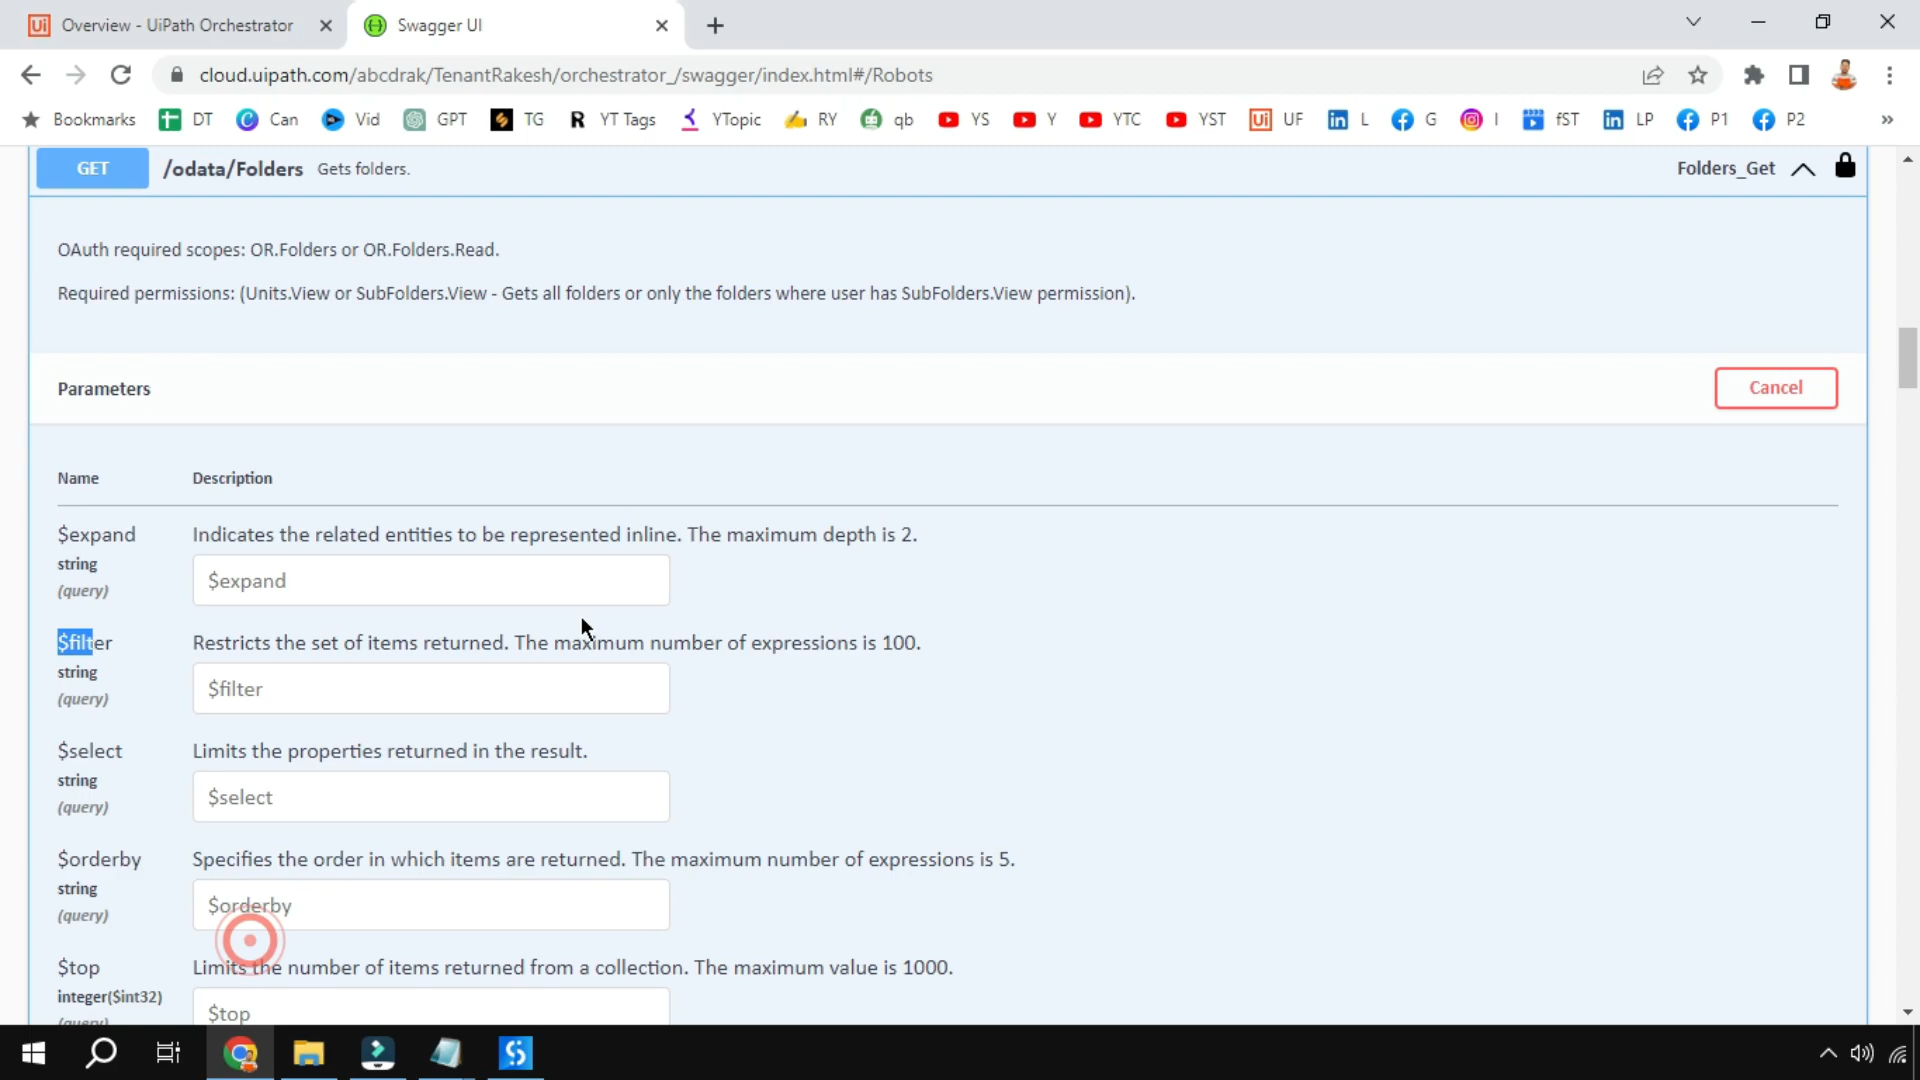 Overview - UiPath Orchestrator
Swagger UI
cloud.uipath.com/abcdrak/TenantRakesh/orchestrator_/swagger/index.html#/Robots
Bookmarks DT Can Vid GPT TG YT Tags YTopic RY qb YS Y YTC YST UF L G I fST LP P1 P2 »
GET /odata/Folders Gets folders. Folders_Get
OAuth required scopes: OR.Folders or OR.Folders.Read.
Required permissions: (Units.View or SubFolders.View - Gets all folders or only the folders where user has SubFolders.View permission).
Parameters Cancel
Name Description
$expand Indicates the related entities to be represented inline. The maximum depth is 2.
string
(query)
$expand
$filter Restricts the set of items returned. The maximum number of expressions is 100.
string
(query)
$filter
$select Limits the properties returned in the result.
string
(query)
$select
$orderby Specifies the order in which items are returned. The maximum number of expressions is 5.
string
(query)
$orderby
$top Limits the number of items returned from a collection. The maximum value is 1000.
integer($int32)
(query)
$top